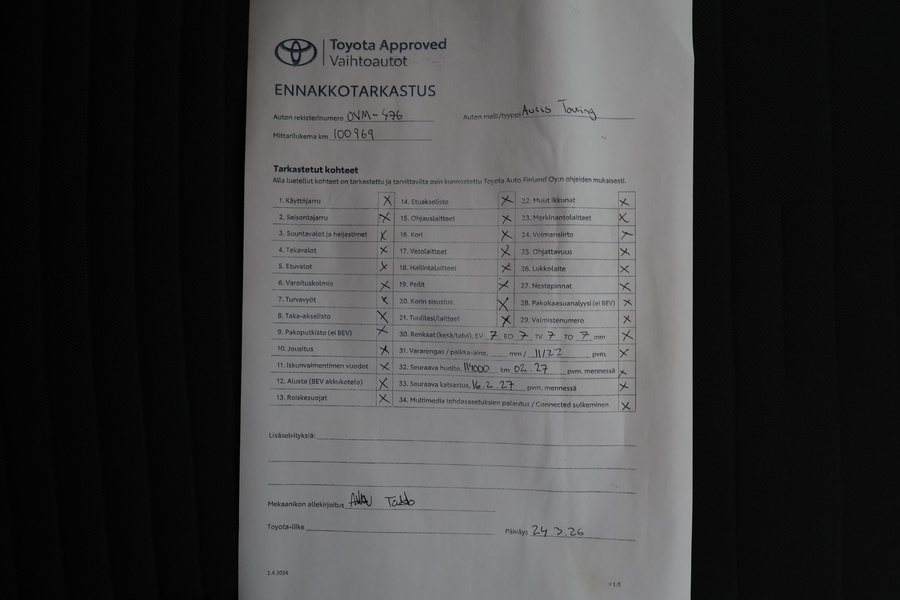 Toyota Approved
Vaihtoautot
ENNAKKOTARKASTUS
Auton rekisterinumero OVM-476
Auton malli/tyyppi Auris Touring
Mittarilukema km 100969
Tarkastetut kohteet
Alla luetellut kohteet on tarkastettu ja tarvittavilta osin kunnostettu Toyota Auto Finland Oy:n ohjeiden mukaisesti.
1. Käyttöjarru X 14. Etuakselisto X 22. Muut ikkunat X
2. Seisontajarru X 15. Ohjauslaitteet X 23. Merkinantolaitteet X
3. Suuntavalot ja heijastimet X 16. Kori X 24. Voimansiirto X
4. Takavalot X 17. Vetolaitteet X 25. Ohjattavuus X
5. Etuvalot X 18. Hallintalaitteet X 26. Lukkolaite X
6. Varoituskolmio X 19. Peilit X 27. Nestepinnat X
7. Turvavyöt X 20. Korin sisustus X 28. Pakokaasuanalyysi (ei BEV) X
8. Taka-akselisto X 21. Tuulilasi/laitteet X 29. Valmistenumero X
9. Pakoputkisto (ei BEV) X 30. Renkaat (kesä/talvi), EV 7 EO 7 TV 7 TO 7 mm X
10. Jousitus X 31. Vararengas / paikka-aine, mm / 11/27 pvm. X
11. Iskunvaimentimien vuodot X 32. Seuraava huolto, 114000 km 02.27 pvm, mennessä X
12. Alusta (BEV akkukotelo) X 33. Seuraava katsastus, 16.2.27 pvm, mennessä X
13. Roiskesuojat X 34. Multimedia tehdasasetuksien palautus / Connected sulkeminen X
Lisäselvityksiä:
Mekaanikon allekirjoitus
Toyota-liike
Päiväys 24.3.26
1.4.2024
v 1.0